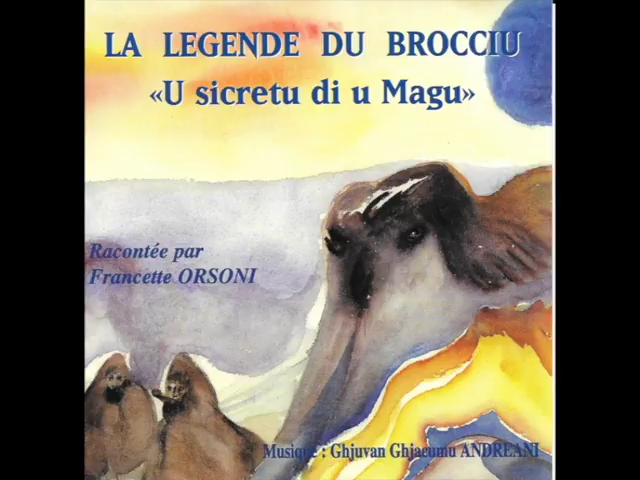 LA LEGENDE DU BROCCIU
«U sicretu di u Magu»
Racontée par
Francette ORSONI
Musique : Ghjuvan Ghjacumu ANDREANI